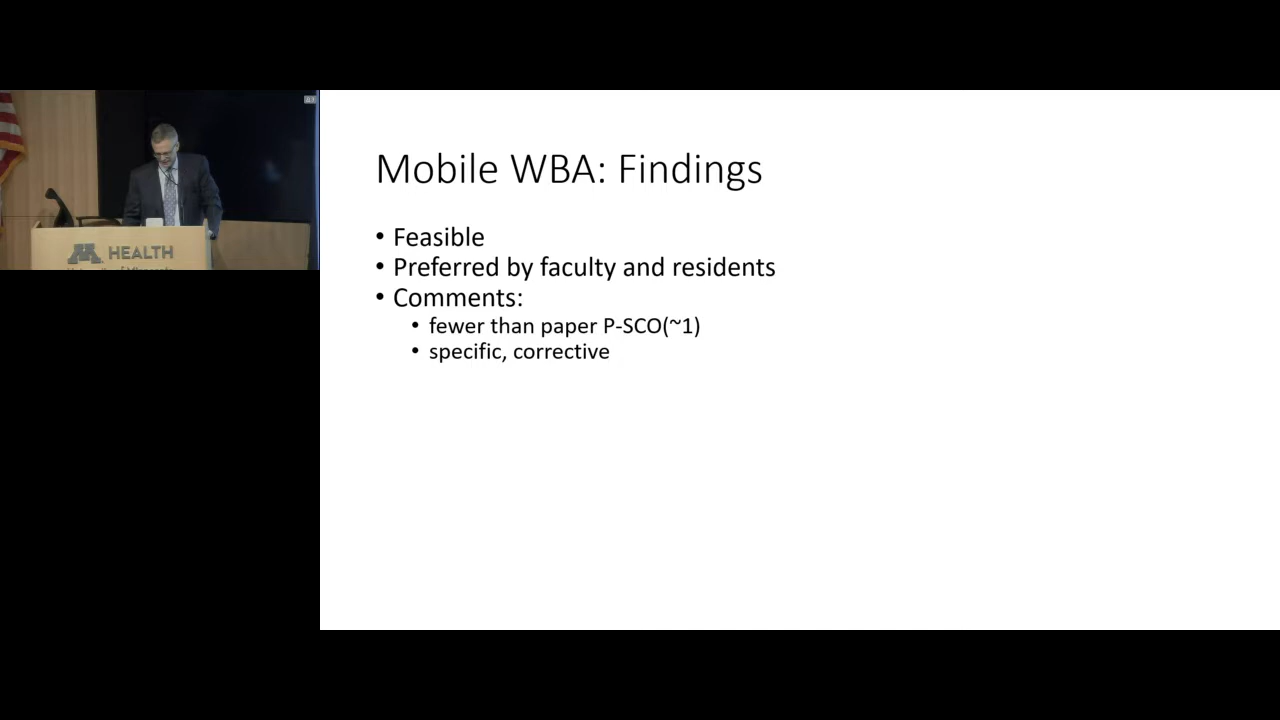 M HEALTH
Mobile WBA: Findings
• Feasible
• Preferred by faculty and residents
• Comments:
• fewer than paper P-SCO(~1)
• specific, corrective